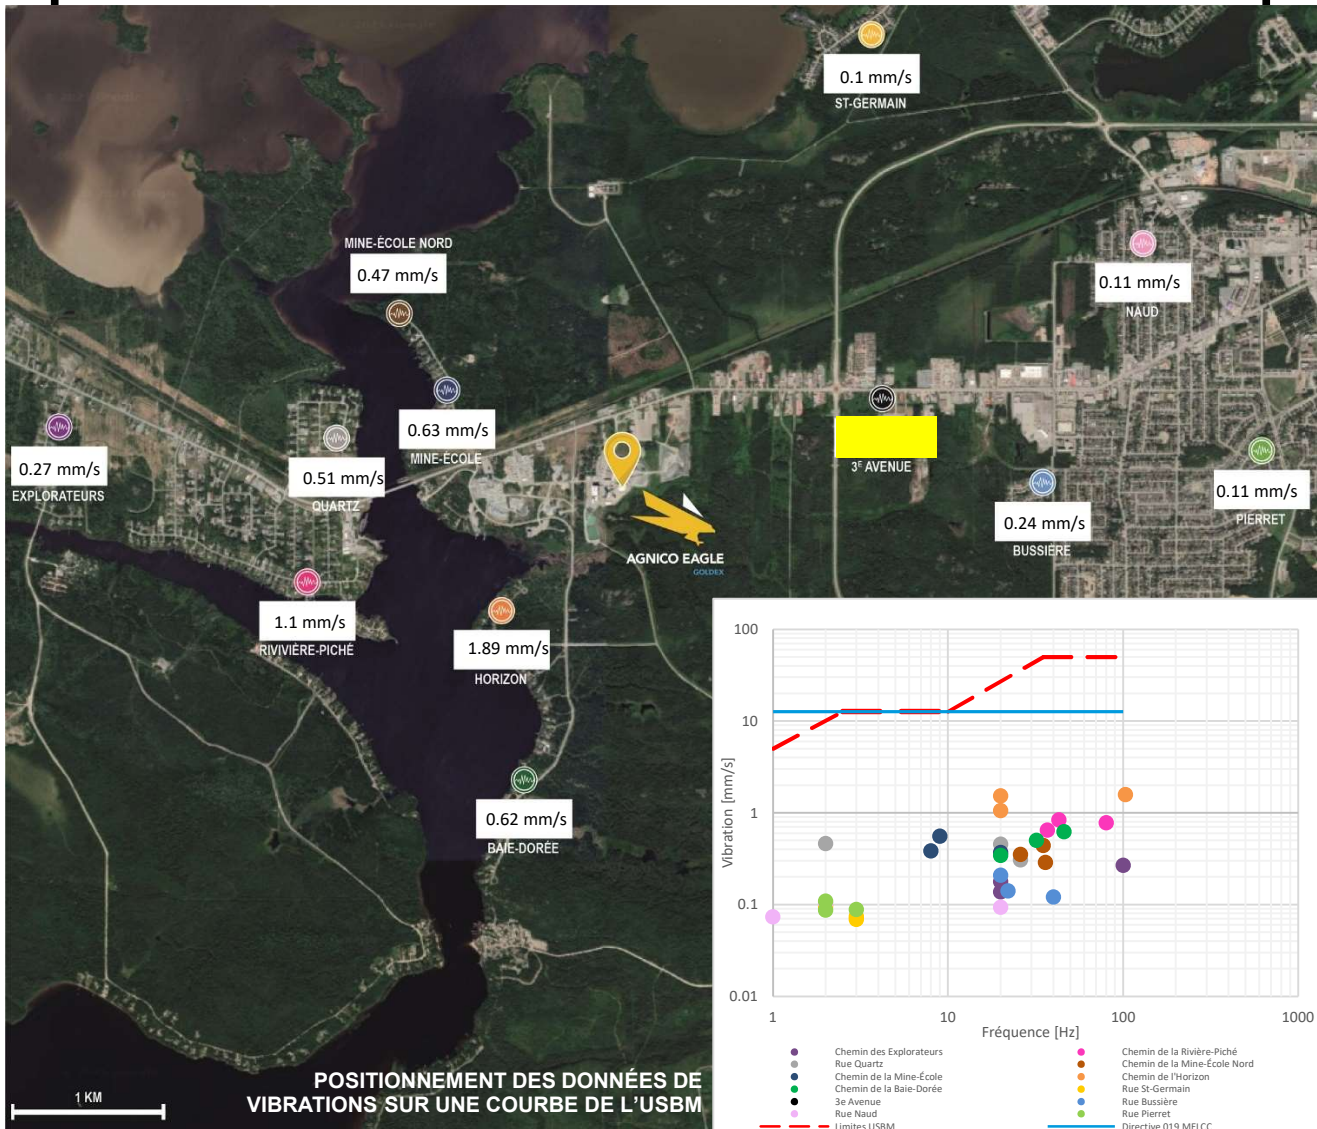 0.1 mm/s
ST-GERMAIN
MINE-ÉCOLE NORD
0.47 mm/s
0.11 mm/s
NAUD
0.63 mm/s
MINE-ÉCOLE
0.27 mm/s
EXPLORATEURS
0.51 mm/s
QUARTZ
3E AVENUE
0.24 mm/s
BUSSIÈRE
0.11 mm/s
PIERRET
AGNICO EAGLE
GOLDEX
1.1 mm/s
RIVIVIÈRE-PICHÉ
1.89 mm/s
HORIZON
0.62 mm/s
BAIE-DORÉE
POSITIONNEMENT DES DONNÉES DE
VIBRATIONS SUR UNE COURBE DE L'USBM
1 KM
100
10
1
0.1
0.01
Vibration [mm/s]
1
10
100
1000
Fréquence [Hz]
Chemin des Explorateurs
Rue Quartz
Chemin de la Mine-École
Chemin de la Baie-Dorée
3e Avenue
Rue Naud
Limites USBM
Chemin de la Rivière-Piché
Chemin de la Mine-École Nord
Chemin de l'Horizon
Rue St-Germain
Rue Bussière
Rue Pierret
Directive 019 MELCC